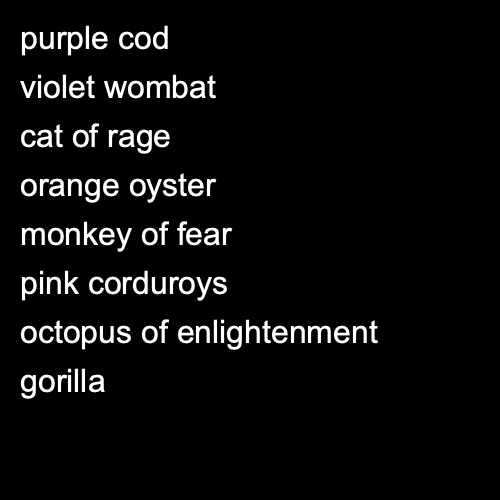 purple cod
violet wombat
cat of rage
orange oyster
monkey of fear
pink corduroys
octopus of enlightenment
gorilla